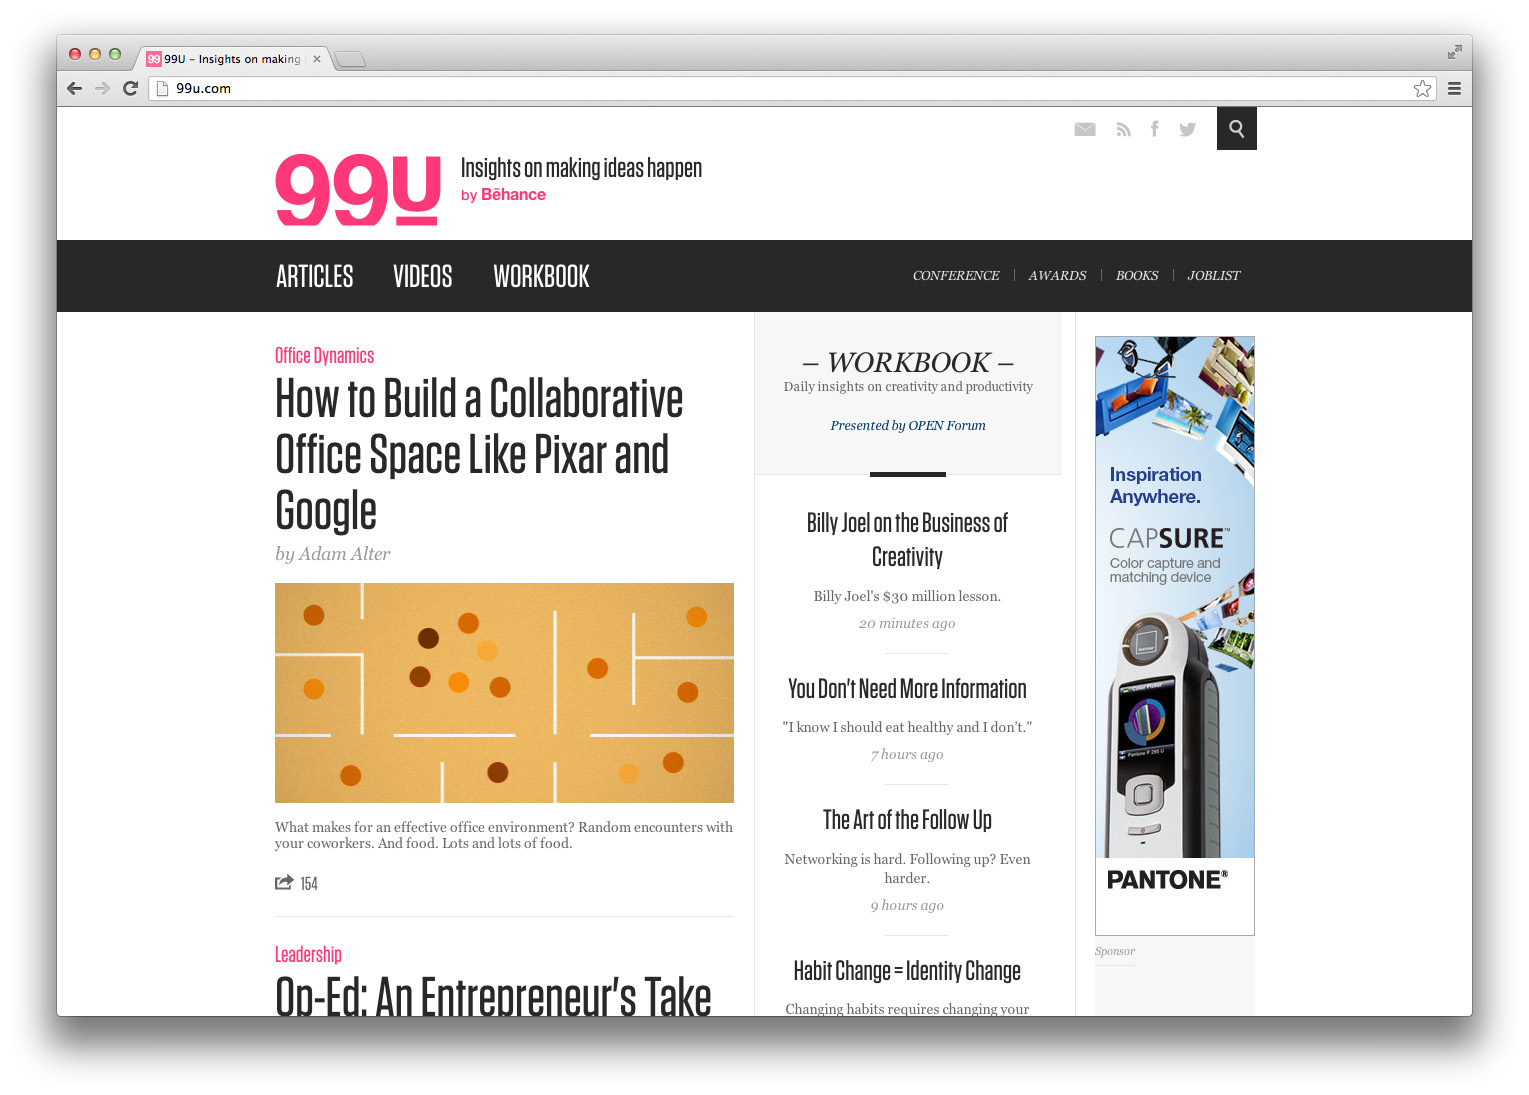 99 99U – Insights on making
99u.com
99U
Insights on making ideas happen
by Bēhance
ARTICLES
VIDEOS
WORKBOOK
CONFERENCE
AWARDS
BOOKS
JOBLIST
Office Dynamics
How to Build a Collaborative
Office Space Like Pixar and
Google
by Adam Alter
What makes for an effective office environment? Random encounters with
your coworkers. And food. Lots and lots of food.
154
Leadership
Op-Ed: An Entrepreneur's Take
– WORKBOOK –
Daily insights on creativity and productivity
Presented by OPEN Forum
Billy Joel on the Business of
Creativity
Billy Joel's $30 million lesson.
20 minutes ago
You Don't Need More Information
"I know I should eat healthy and I don't."
7 hours ago
The Art of the Follow Up
Networking is hard. Following up? Even
harder.
9 hours ago
Habit Change = Identity Change
Changing habits requires changing your
Inspiration
Anywhere.
CAPSURE™
Color capture and
matching device
PANTONE
Color Picker
Pantone P 295 U
PANTONE®
Sponsor